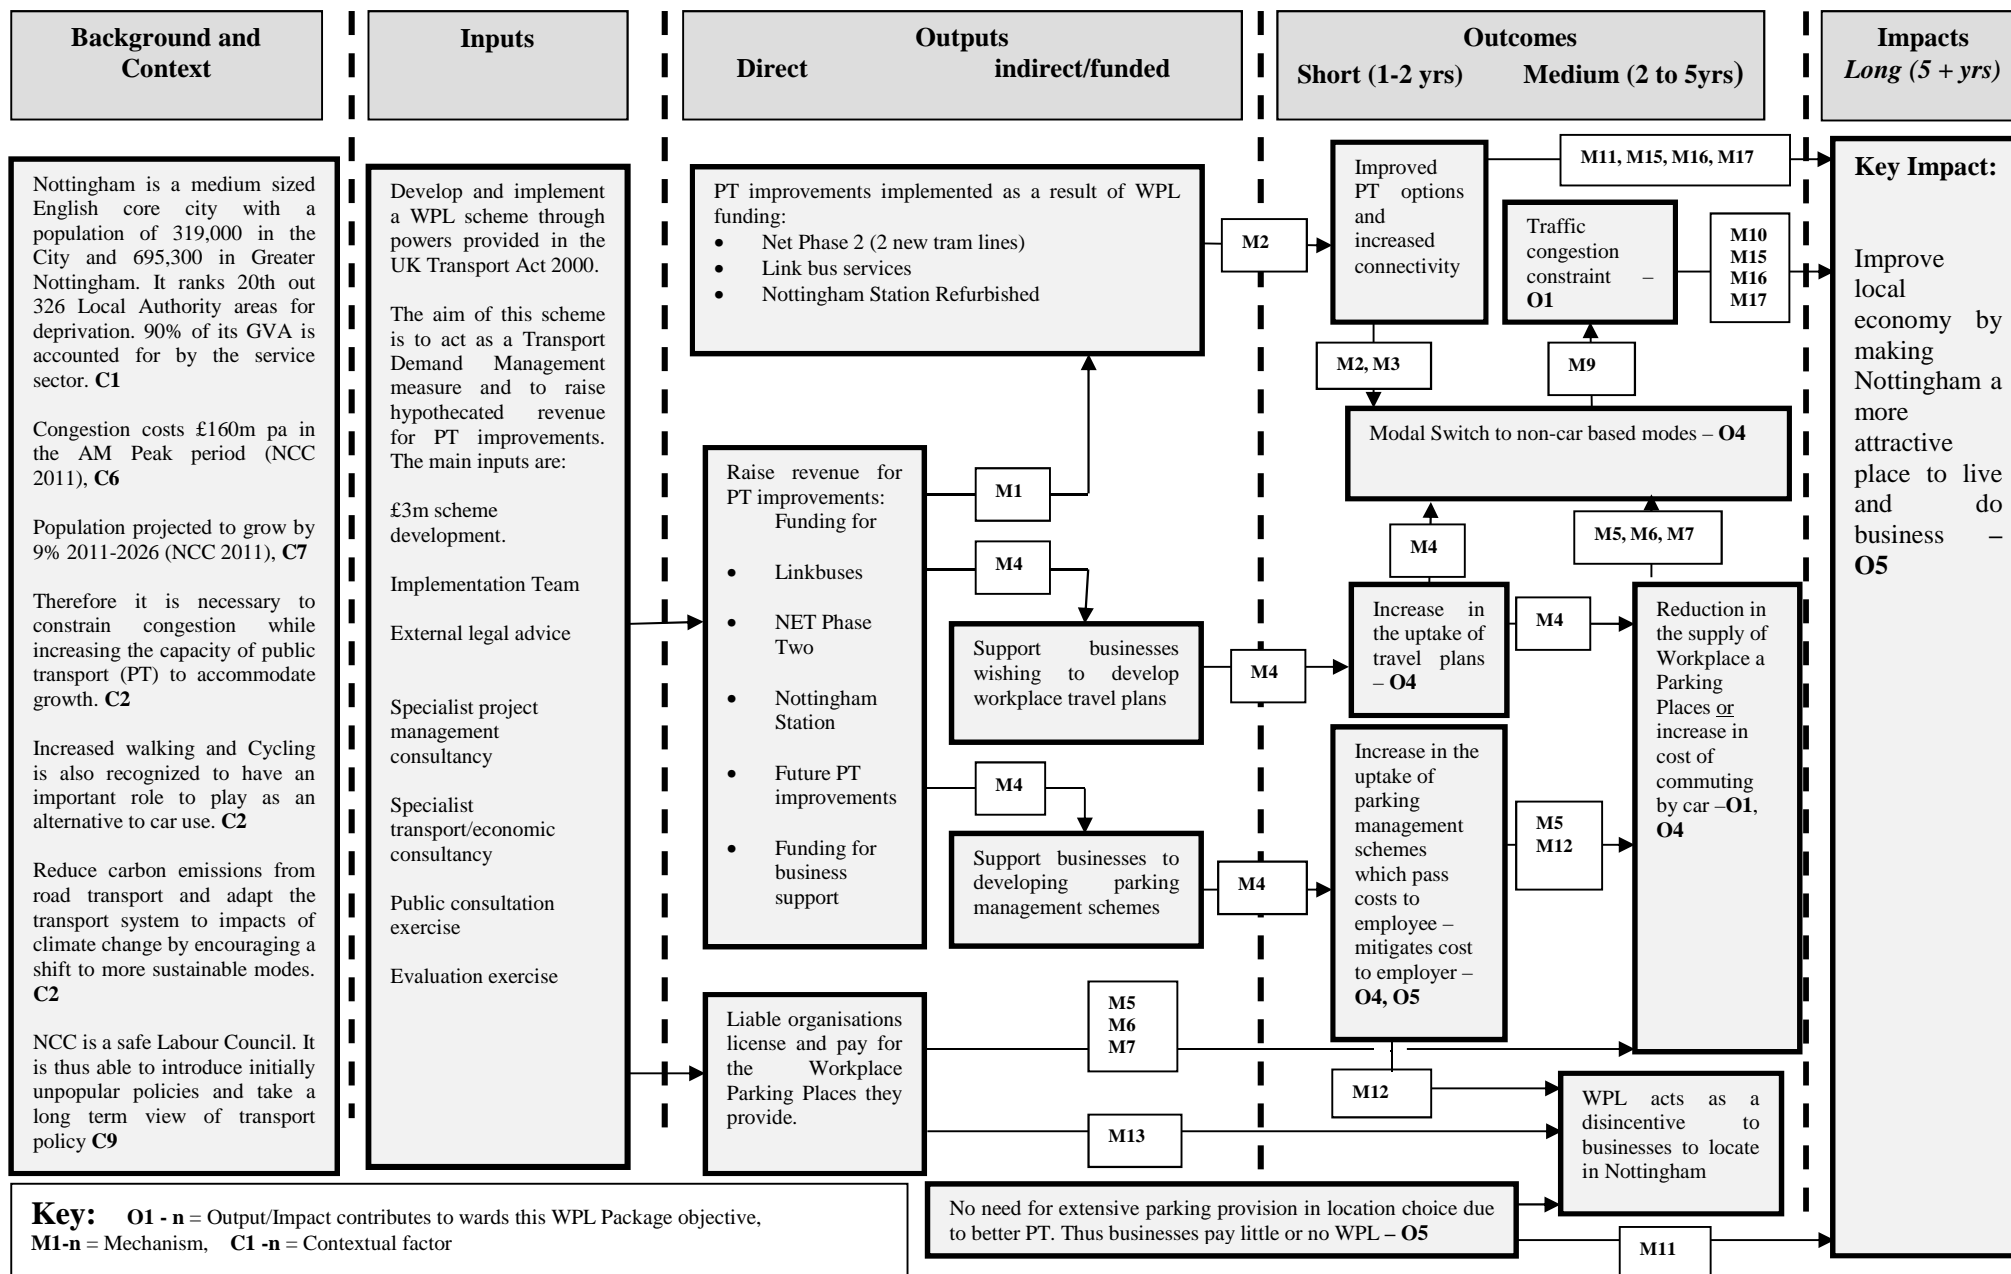 Background and
Context
Inputs
Outputs
Direct indirect/funded
Outcomes
Short (1-2 yrs) Medium (2 to 5yrs)
Impacts
Long (5 + yrs)
Nottingham is a medium sized
English core city with a
population of 319,000 in the
City and 695,300 in Greater
Nottingham. It ranks 20th out
326 Local Authority areas for
deprivation. 90% of its GVA is
accounted for by the service
sector. C1
Congestion costs £160m pa in
the AM Peak period (NCC
2011), C6
Population projected to grow by
9% 2011-2026 (NCC 2011), C7
Therefore it is necessary to
constrain congestion while
increasing the capacity of public
transport (PT) to accommodate
growth. C2
Increased walking and Cycling
is also recognized to have an
important role to play as an
alternative to car use. C2
Reduce carbon emissions from
road transport and adapt the
transport system to impacts of
climate change by encouraging a
shift to more sustainable modes.
C2
NCC is a safe Labour Council. It
is thus able to introduce initially
unpopular policies and take a
long term view of transport
policy C9
Develop and implement
a WPL scheme through
powers provided in the
UK Transport Act 2000.
The aim of this scheme
is to act as a Transport
Demand Management
measure and to raise
hypothecated revenue
for PT improvements.
The main inputs are:
£3m scheme
development.
Implementation Team
External legal advice
Specialist project
management
consultancy
Specialist
transport/economic
consultancy
Public consultation
exercise
Evaluation exercise
PT improvements implemented as a result of WPL
funding:
• Net Phase 2 (2 new tram lines)
• Link bus services
• Nottingham Station Refurbished
Raise revenue for
PT improvements:
Funding for
• Linkbuses
• NET Phase
Two
• Nottingham
Station
• Future PT
improvements
• Funding for
business
support
M1
M4
Support businesses
wishing to develop
workplace travel plans
M4
Support businesses to
developing parking
management schemes
Liable organisations
license and pay for
the Workplace
Parking Places they
provide.
M2
M4
M4
M5
M6
M7
M13
Improved
PT options
and
increased
connectivity
M11, M15, M16, M17
Traffic
congestion
constraint –
O1
M10
M15
M16
M17
M2, M3
M9
Modal Switch to non-car based modes – O4
M4
M5, M6, M7
Increase in
the uptake of
travel plans
– O4
M4
Reduction in
the supply of
Workplace a
Parking
Places or
increase in
cost of
commuting
by car –O1,
O4
Increase in the
uptake of
parking
management
schemes
which pass
costs to
employee –
mitigates cost
to employer –
O4, O5
M5
M12
M12
WPL acts as a
disincentive to
businesses to locate
in Nottingham
No need for extensive parking provision in location choice due
to better PT. Thus businesses pay little or no WPL – O5
M11
Key Impact:
Improve
local
economy by
making
Nottingham a
more
attractive
place to live
and do
business –
O5
Key: O1 - n = Output/Impact contributes to wards this WPL Package objective,
M1-n = Mechanism, C1 -n = Contextual factor